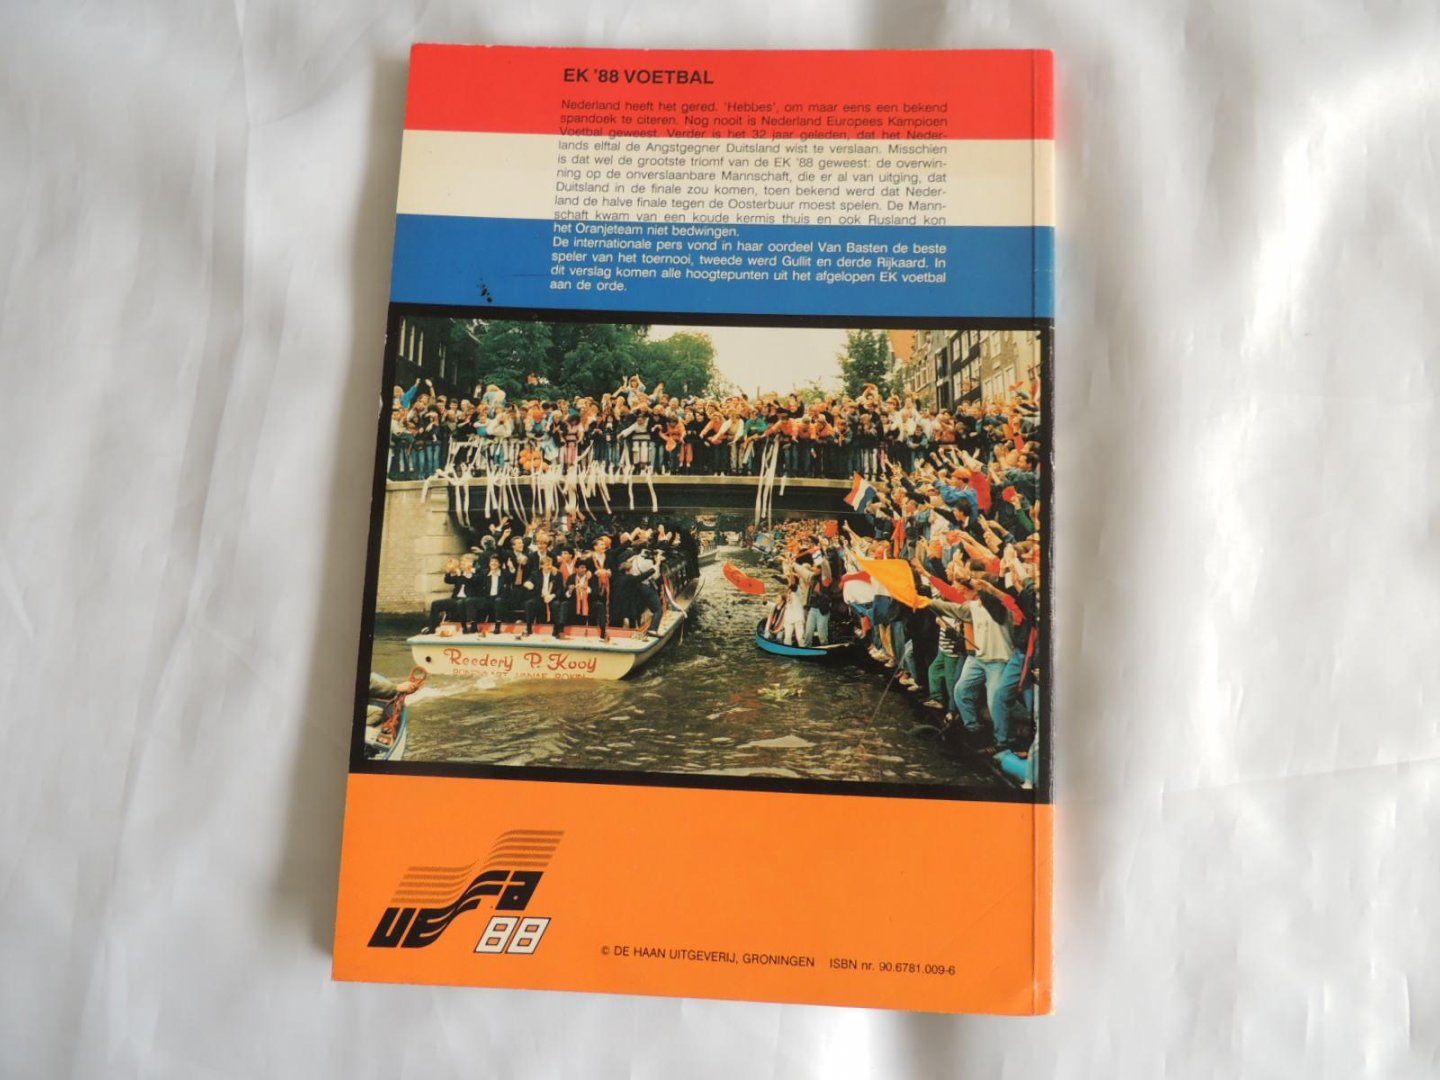 EK '88 VOETBAL
Nederland heeft het gered. 'Hebbes', om maar eens een bekend
spandoek te citeren. Nog nooit is Nederland Europees Kampioen
Voetbal geweest. Verder is het 32 jaar geleden, dat het Neder-
lands elftal de Angstgegner Duitsland wist te verslaan. Misschien
is dat wel de grootste triomf van de EK '88 geweest: de overwin-
ning op de onverslaanbare Mannschaft, die er al van uitging, dat
Duitsland in de finale zou komen, toen bekend werd dat Neder-
land de halve finale tegen de Oosterbuur moest spelen. De Mann-
schaft kwam van een koude kermis thuis en ook Rusland kon
het Oranjeteam niet bedwingen.
De internationale pers vond in haar oordeel Van Basten de beste
speler van het toernooi, tweede werd Gullit en derde Rijkaard. In
dit verslag komen alle hoogtepunten uit het afgelopen EK voetbal
aan de orde.
Reederij P. Kooy
UEFA
88
© DE HAAN UITGEVERIJ, GRONINGEN ISBN nr. 90.6781.009-6